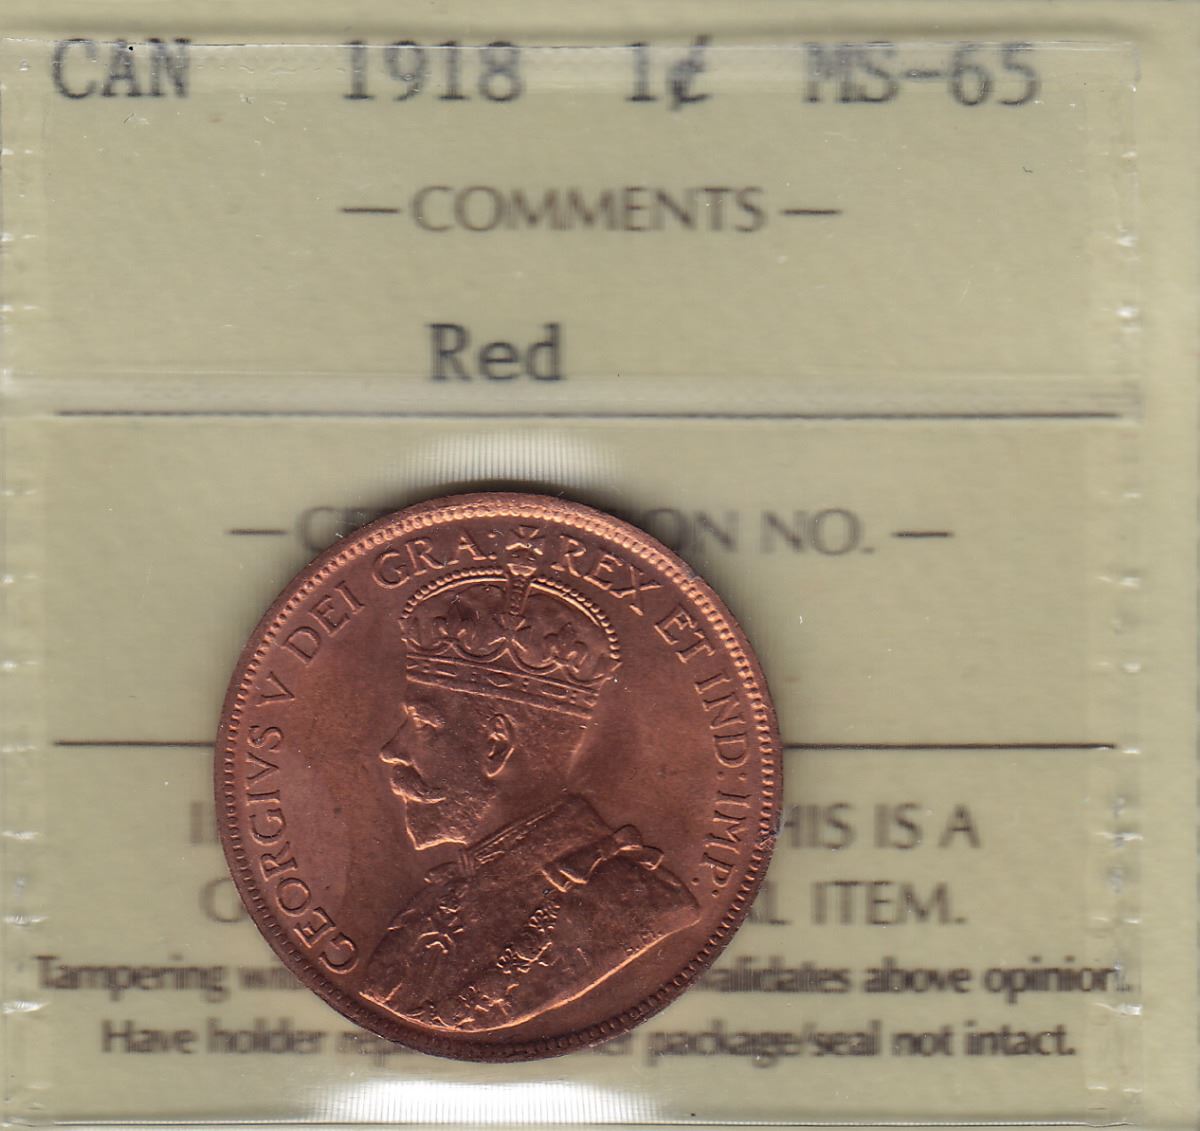 CAN 1918 1¢ MS-65
— COMMENTS —
Red
ON NO. —
GEORGIVS V DEI GRA: REX ET IND: IMP:
HIS IS A
ITEM.
Tampering validates above opinion.
Have holder package/seal not intact.